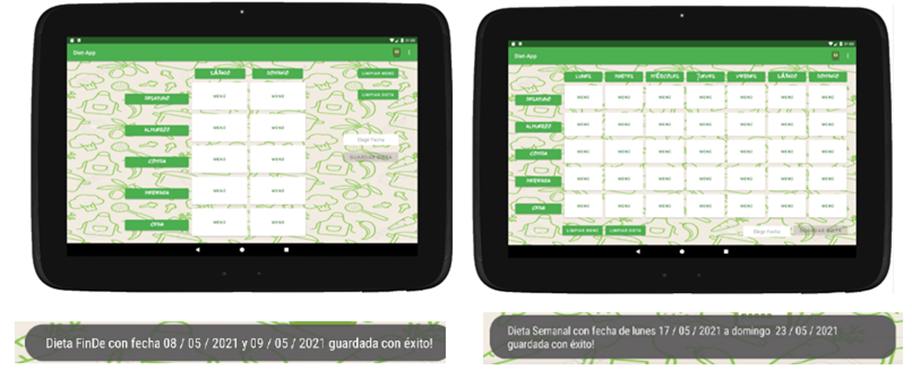 Diet-App
SÁBADO DOMINGO
LIMPIAR MENÚ
DESAYUNO MENÚ MENÚ
LIMPIAR DIETA
ALMUERZO MENÚ MENÚ
Elegir Fecha
COMIDA MENÚ MENÚ
GUARDAR DIETA
MERIENDA MENÚ MENÚ
CENA MENÚ MENÚ
Dieta FinDe con fecha 08 / 05 / 2021 y 09 / 05 / 2021 guardada con éxito!
Diet-App
LUNES MARTES MIÉRCOLES JUEVES VIERNES SÁBADO DOMINGO
DESAYUNO MENÚ MENÚ MENÚ MENÚ MENÚ MENÚ MENÚ
ALMUERZO MENÚ MENÚ MENÚ MENÚ MENÚ MENÚ MENÚ
COMIDA MENÚ MENÚ MENÚ MENÚ MENÚ MENÚ MENÚ
MERIENDA MENÚ MENÚ MENÚ MENÚ MENÚ MENÚ MENÚ
CENA MENÚ MENÚ MENÚ MENÚ MENÚ MENÚ MENÚ
LIMPIAR MENÚ LIMPIAR DIETA Elegir Fecha GUARDAR DIETA
Dieta Semanal con fecha de lunes 17 / 05 / 2021 a domingo 23 / 05 / 2021
guardada con éxito!